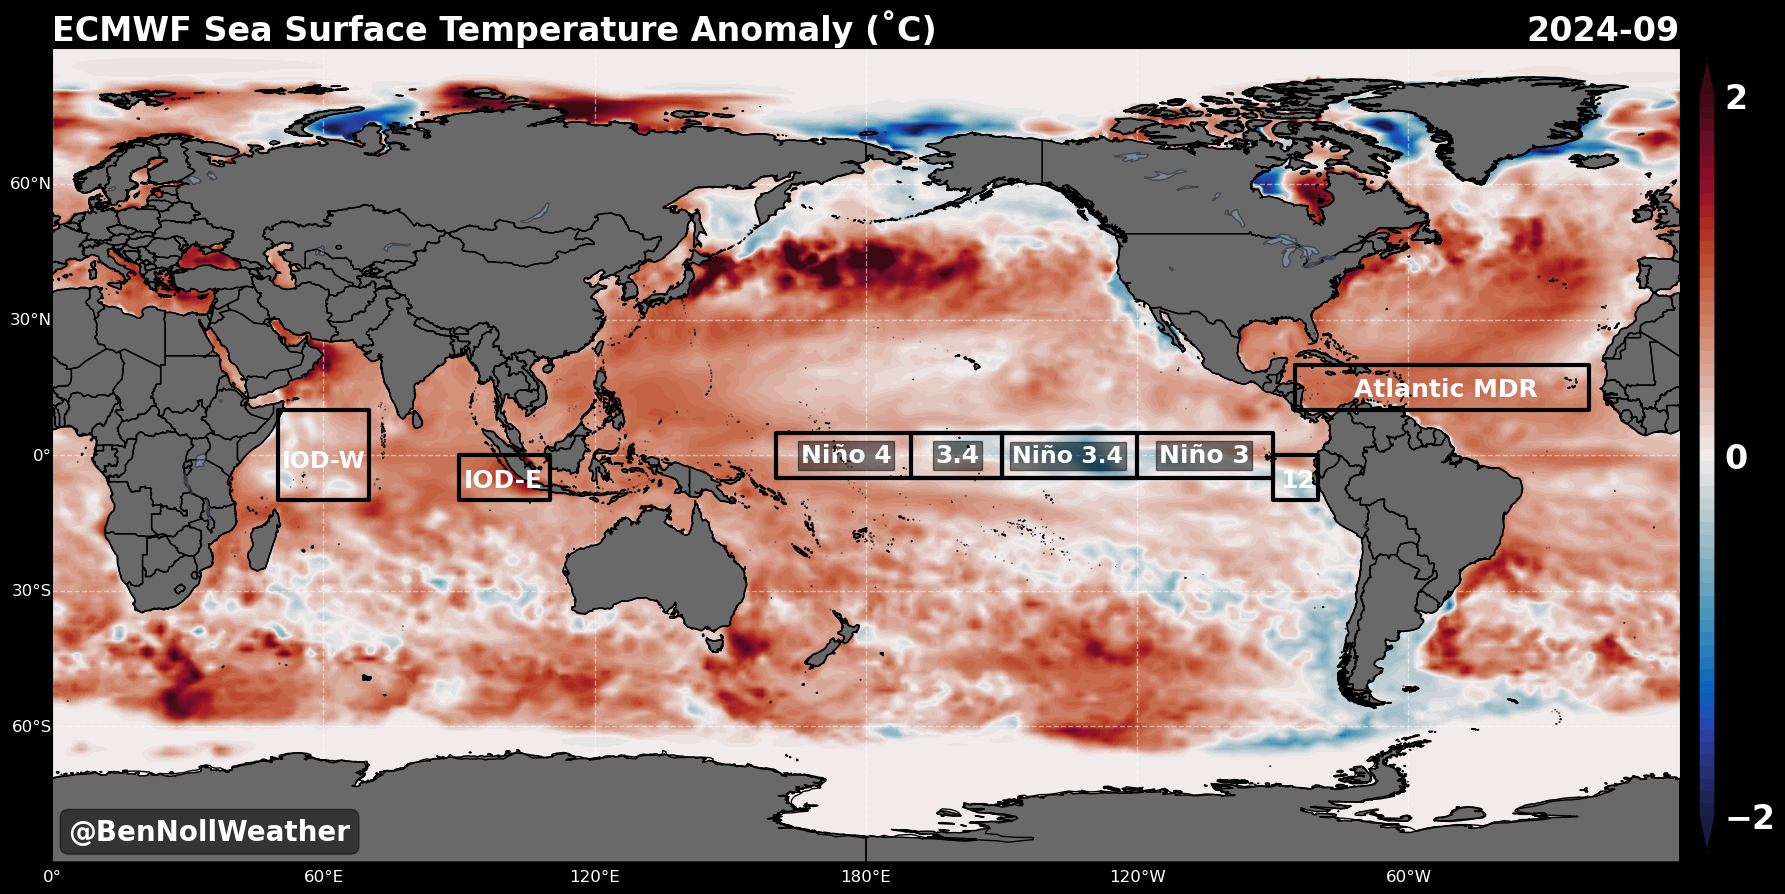 ECMWF Sea Surface Temperature Anomaly (˚C)
2024-09
2
60°N
30°N
Atlantic MDR
0°
IOD-W
IOD-E
Niño 4
3.4
Niño 3.4
Niño 3
12
0
30°S
60°S
@BenNollWeather
−2
0°
60°E
120°E
180°E
120°W
60°W